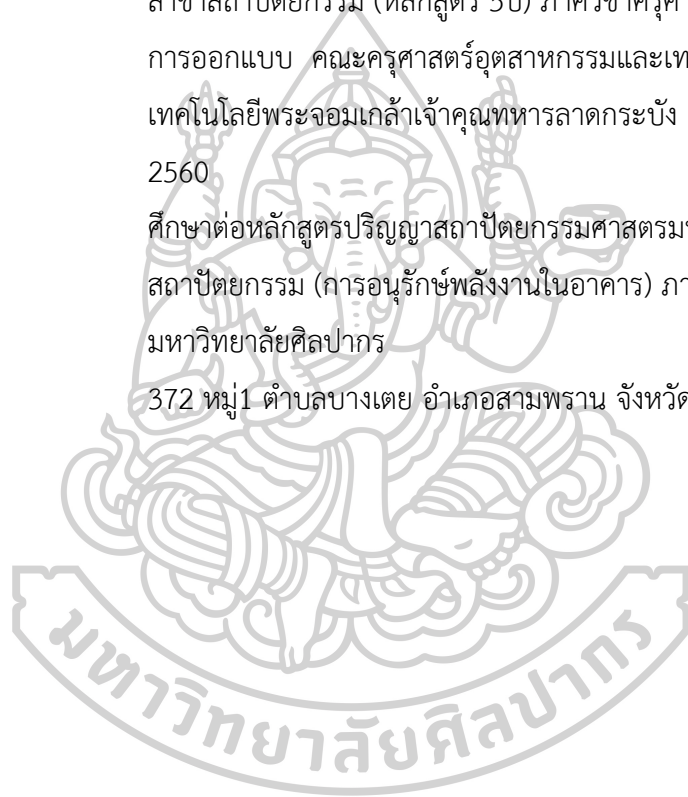 สาขาสถาปัตยกรรม (หลักสูตร 5ปี) ภาควิชาครุศ
การออกแบบ คณะครุศาสตร์อุตสาหกรรมและเท
เทคโนโลยีพระจอมเกล้าเจ้าคุณทหารลาดกระบัง
2560
ศึกษาต่อหลักสูตรปริญญาสถาปัตยกรรมศาสตรม
สถาปัตยกรรม (การอนุรักษ์พลังงานในอาคาร) ภา
มหาวิทยาลัยศิลปากร
372 หมู่1 ตำบลบางเตย อำเภอสามพราน จังหวัด
มหาวิทยาลัยศิลปากร